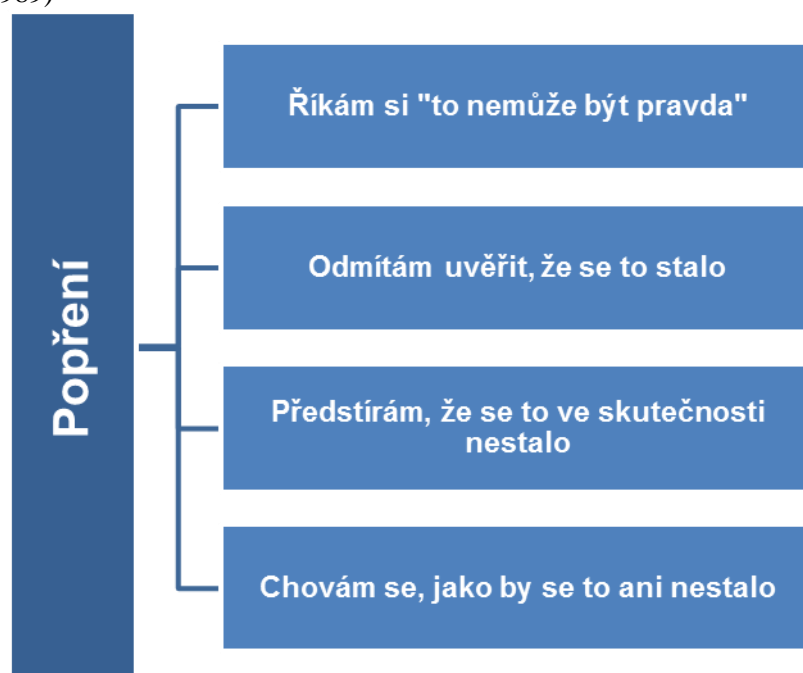 Popření
Říkám si "to nemůže být pravda"
Odmítám uvěřit, že se to stalo
Předstírám, že se to ve skutečnosti
nestalo
Chovám se, jako by se to ani nestalo